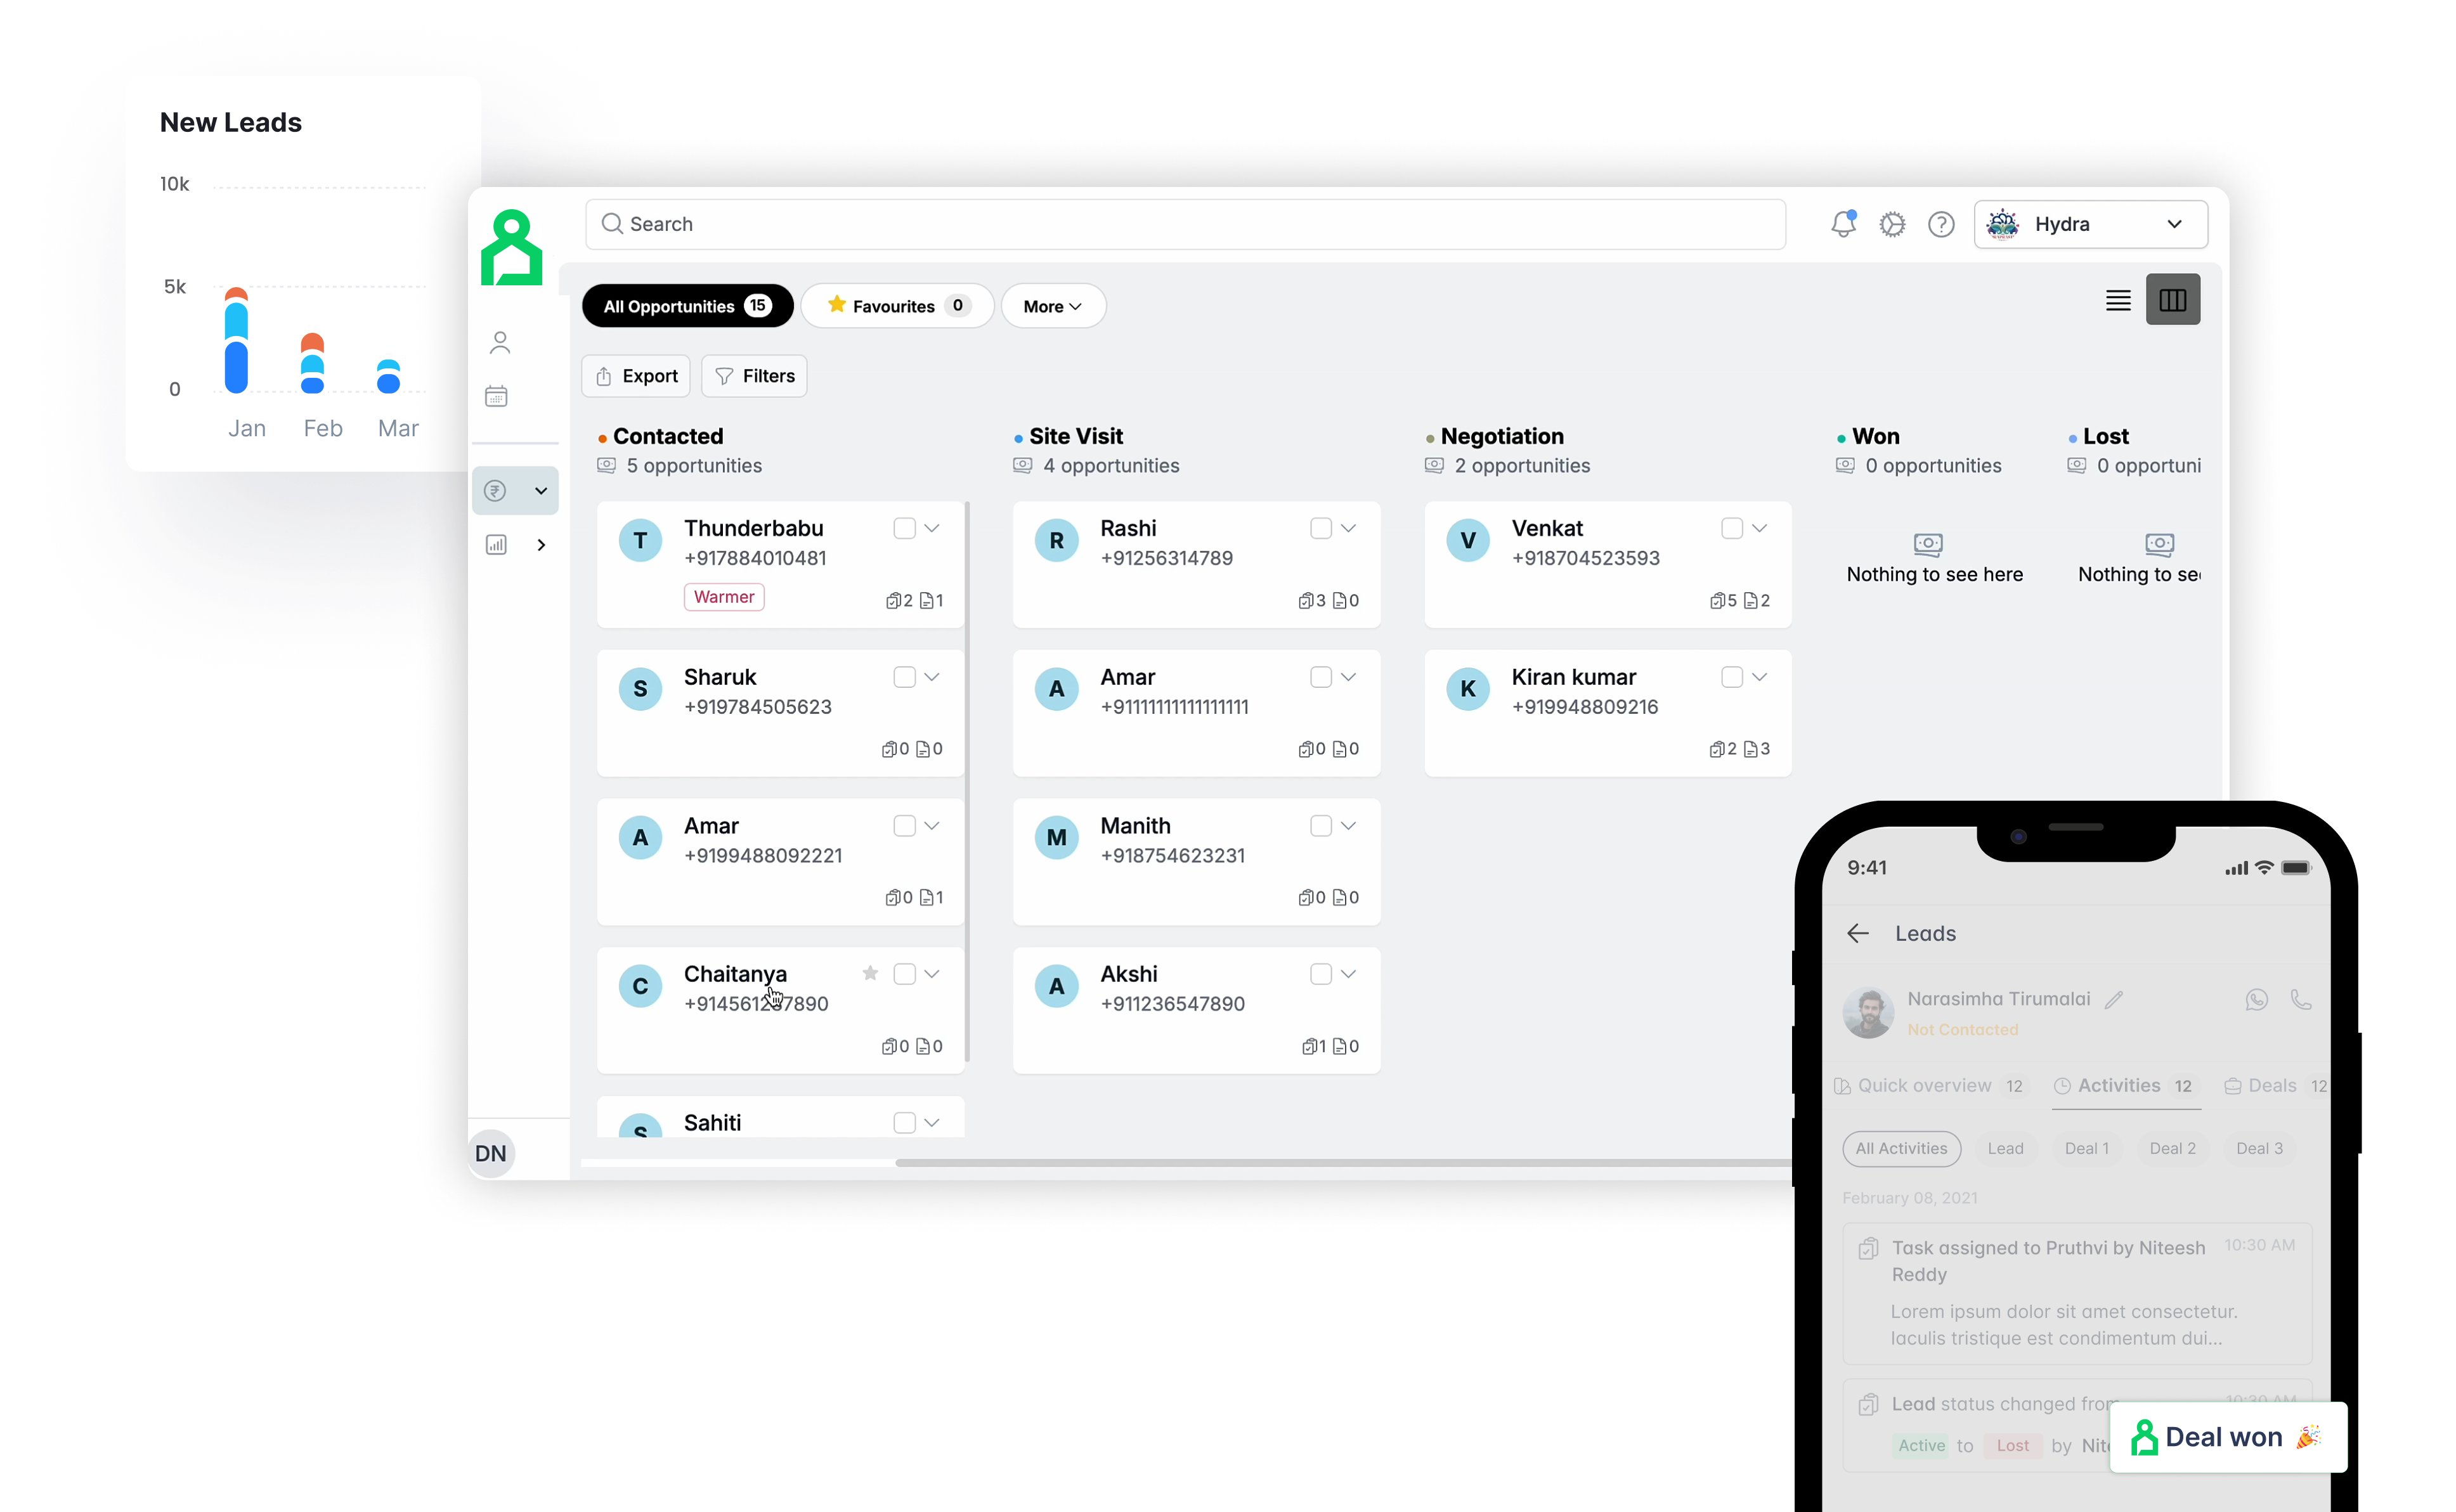 New Leads
10k
5k
0
Jan Feb Mar
Search
Hydra
All Opportunities 15
Favourites 0
More
Export
Filters
Contacted
5 opportunities
Thunderbabu
+917884010481
Warmer
2 1
Sharuk
+919784505623
0 0
Amar
+9199488092221
0 1
Chaitanya
+914561237890
0 0
Sahiti
Site Visit
4 opportunities
Rashi
+91256314789
3 0
Amar
+91111111111111111
0 0
Manith
+918754623231
0 0
Akshi
+911236547890
1 0
Negotiation
2 opportunities
Venkat
+918704523593
5 2
Kiran kumar
+919948809216
2 3
Won
0 opportunities
Nothing to see here
Lost
0 opportuni
Nothing to se
DN
9:41
Leads
Narasimha Tirumalai
Not Contacted
Quick overview 12 Activities 12 Deals 12
All Activities Lead Deal 1 Deal 2 Deal 3
February 08, 2021
Task assigned to Pruthvi by Niteesh 10:30 AM
Reddy
Lorem ipsum dolor sit amet consectetur.
Iaculis tristique est condimentum dui...
Lead status changed from 10:30 AM
Active to Lost by Nite
Deal won